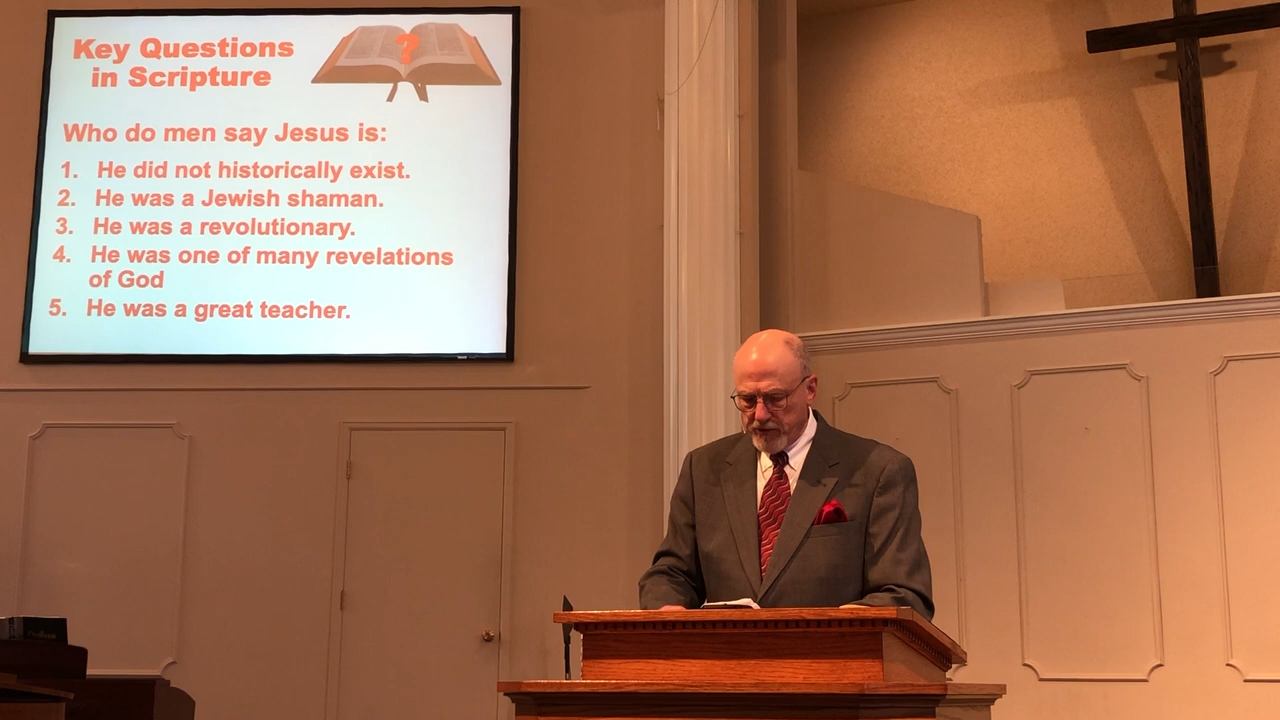 Key Questions
in Scripture
?
Who do men say Jesus is:
1. He did not historically exist.
2. He was a Jewish shaman.
3. He was a revolutionary.
4. He was one of many revelations
of God
5. He was a great teacher.